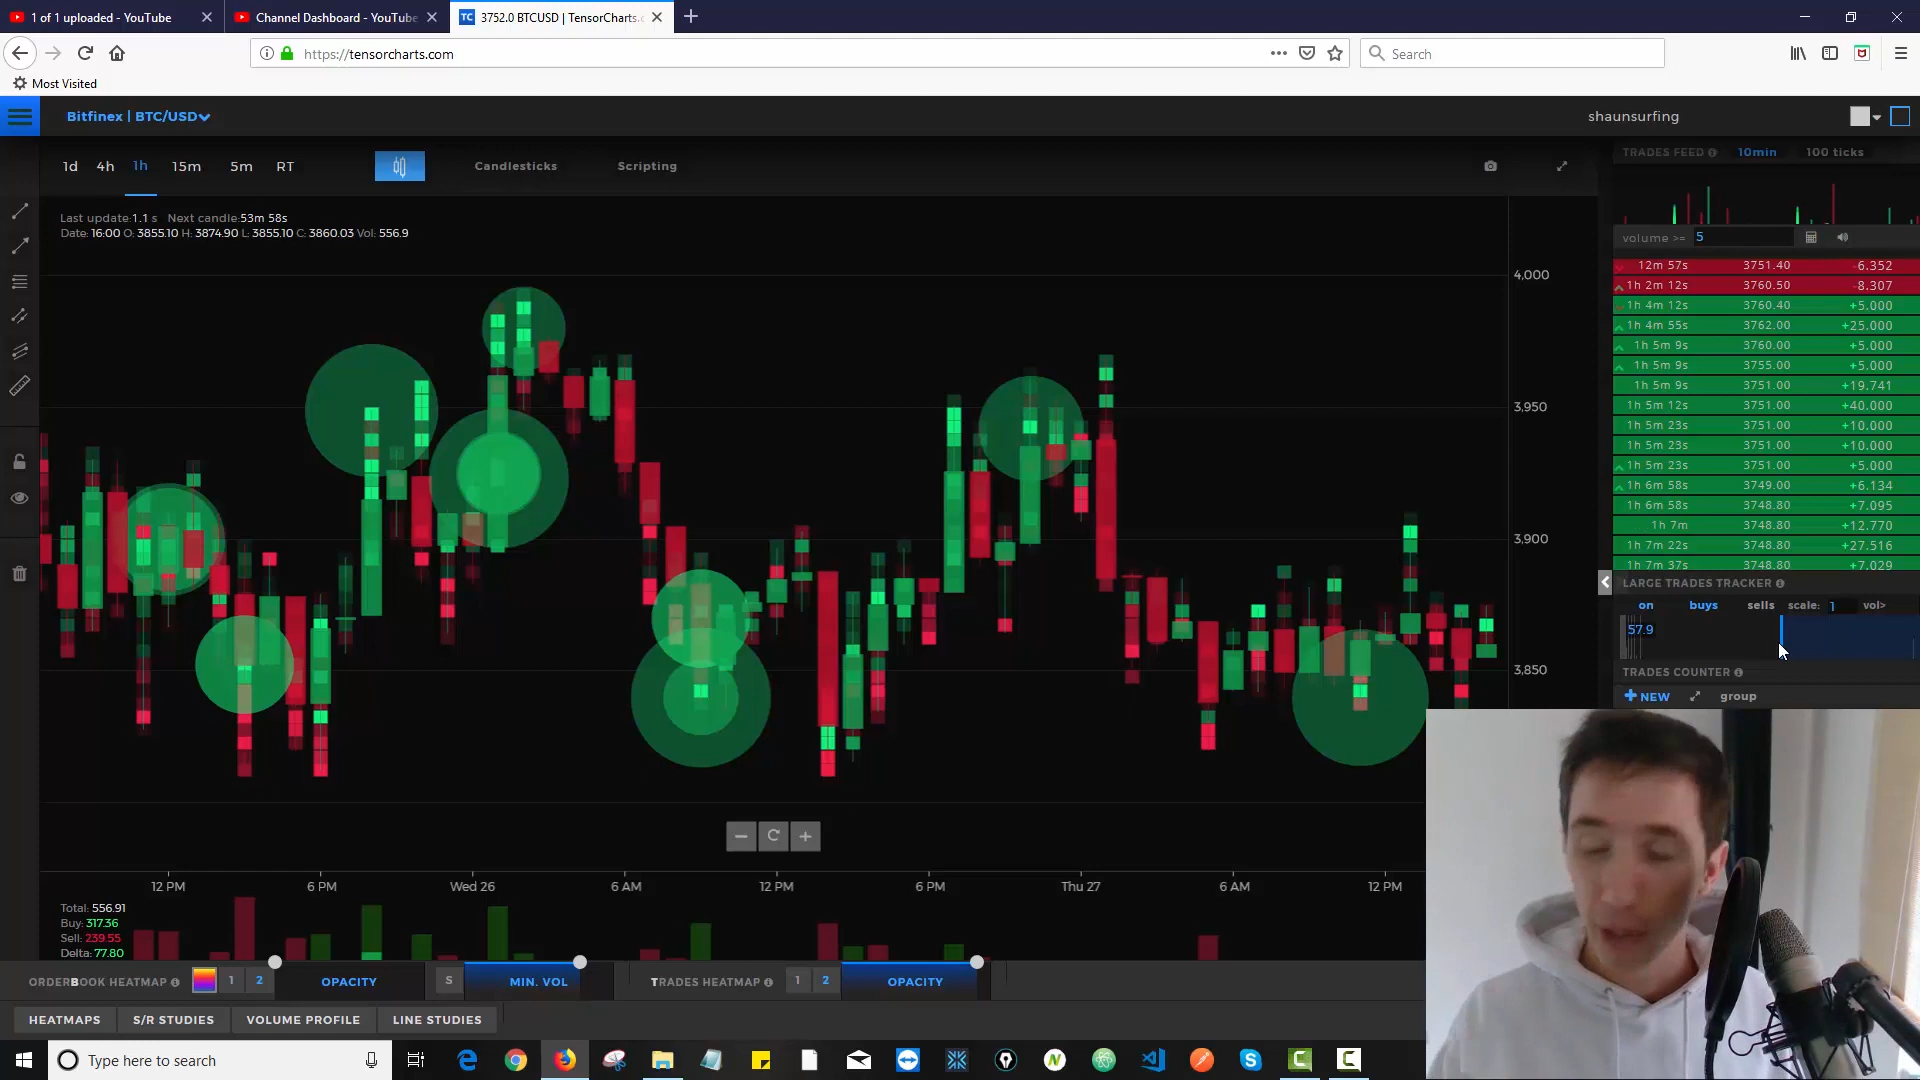 1 of 1 uploaded - YouTube
Channel Dashboard - YouTube
TC 3752.0 BTCUSD | TensorCharts.c
https://tensorcharts.com
Search
Most Visited
Bitfinex | BTC/USD
shaunsurfing
1d 4h 1h 15m 5m RT
Candlesticks
Scripting
TRADES FEED 10min 100 ticks
Last update:1.1 s Next candle:53m 58s
Date: 16:00 O: 3855.10 H: 3874.90 L: 3855.10 C: 3860.03 Vol: 556.9
volume >= 5
12m 57s 3751.40 -6.352
1h 2m 12s 3760.50 -8.307
1h 4m 12s 3760.40 +5.000
1h 4m 55s 3762.00 +25.000
1h 5m 9s 3760.00 +5.000
1h 5m 9s 3755.00 +5.000
1h 5m 9s 3751.00 +19.741
1h 5m 12s 3751.00 +40.000
1h 5m 23s 3751.00 +10.000
1h 5m 23s 3751.00 +10.000
1h 5m 23s 3751.00 +5.000
1h 6m 58s 3749.00 +6.134
1h 6m 58s 3748.80 +7.095
1h 7m 3748.80 +12.770
1h 7m 22s 3748.80 +27.516
1h 7m 37s 3748.80 +7.029
4,000
3,950
3,900
3,850
LARGE TRADES TRACKER
on buys sells scale: 1 vol>
57.9
TRADES COUNTER
+ NEW group
12 PM 6 PM Wed 26 6 AM 12 PM 6 PM Thu 27 6 AM 12 PM
Total: 556.91
Buy: 317.36
Sell: 239.55
Delta: 77.80
ORDERBOOK HEATMAP 1 2 OPACITY S MIN. VOL TRADES HEATMAP 1 2 OPACITY
HEATMAPS S/R STUDIES VOLUME PROFILE LINE STUDIES
Type here to search